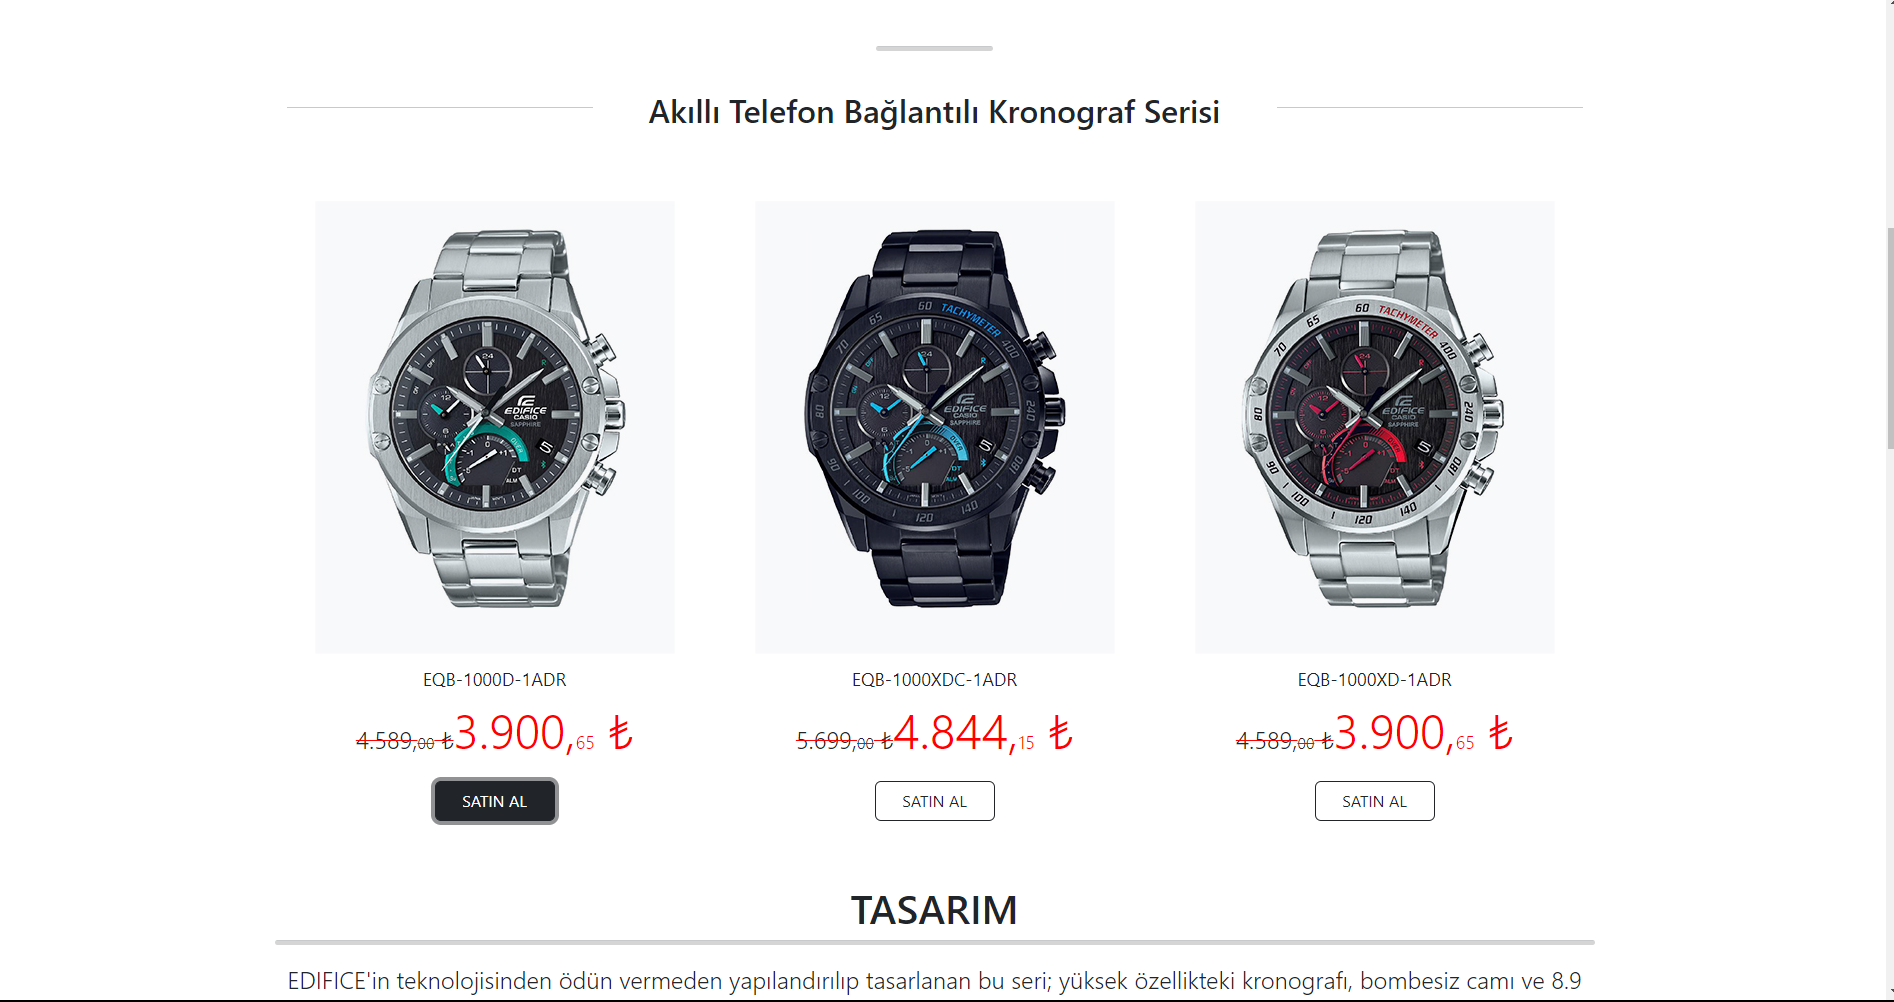 Akıllı Telefon Bağlantılı Kronograf Serisi
EDIFICE
CASIO
SAPPHIRE
60 TACHYMETER
EDIFICE
CASIO
SAPPHIRE
60 TACHYMETER
EDIFICE
CASIO
SAPPHIRE
EQB-1000D-1ADR
EQB-1000XDC-1ADR
EQB-1000XD-1ADR
4.589,00 ₺ 3.900,65 ₺
5.699,00 ₺ 4.844,15 ₺
4.589,00 ₺ 3.900,65 ₺
SATIN AL
SATIN AL
SATIN AL
TASARIM
EDIFICE'in teknolojisinden ödün vermeden yapılandırılıp tasarlanan bu seri; yüksek özellikteki kronografı, bombesiz camı ve 8.9